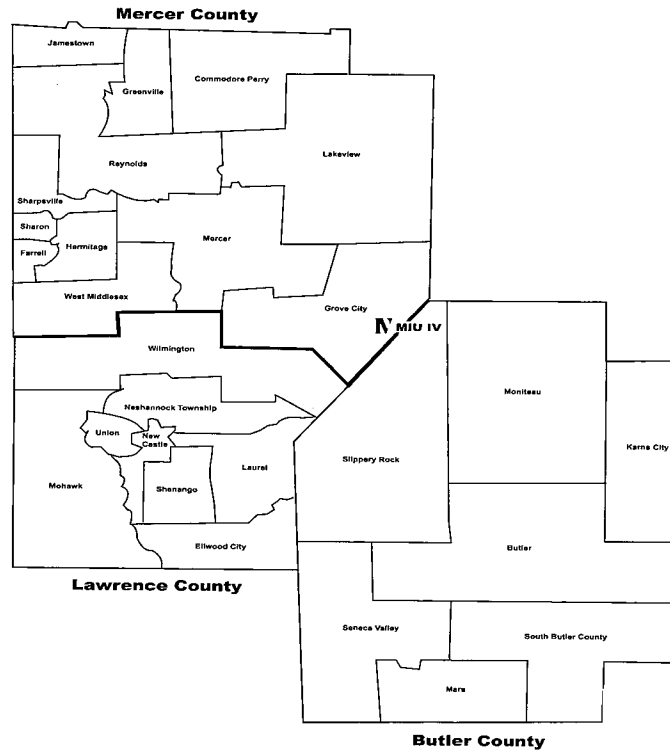 Mercer County
Jamestown
Greenville
Commodore Perry
Lakeview
Reynolds
Sharpsville
Sharon
Hermitage
Farrell
Mercer
West Middlesex
Grove City
MIU IV
Wilmington
Neshannock Township
Union
New
Castle
Mohawk
Shenango
Laurel
Ellwood City
Lawrence County
Slippery Rock
Moniteau
Karns City
Butler
Seneca Valley
South Butler County
Mars
Butler County